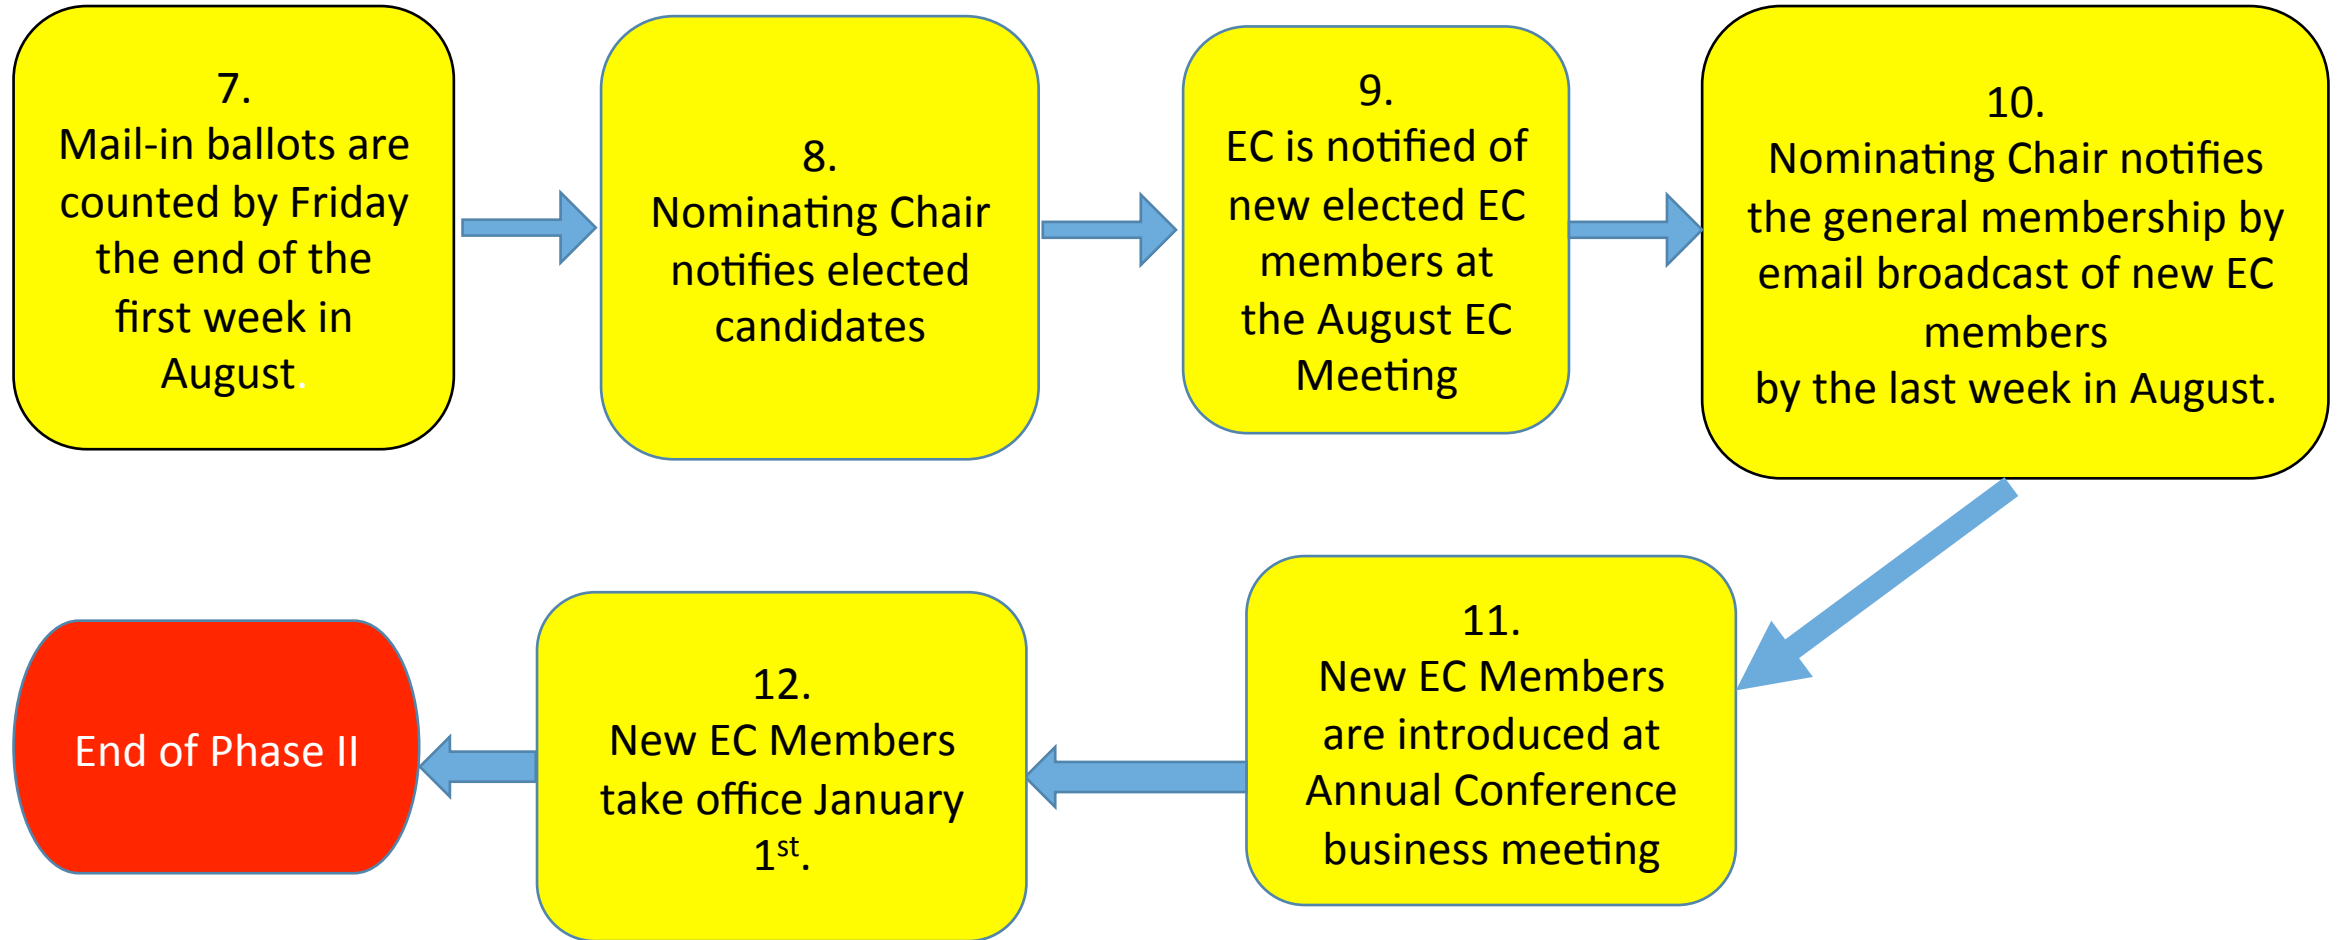 7.
Mail-in ballots are
counted by Friday
the end of the
first week in
August.
8.
Nominating Chair
notifies elected
candidates
9.
EC is notified of
new elected EC
members at
the August EC
Meeting
10.
Nominating Chair notifies
the general membership by
email broadcast of new EC
members
by the last week in August.
11.
New EC Members
are introduced at
Annual Conference
business meeting
12.
New EC Members
take office January
1st.
End of Phase II